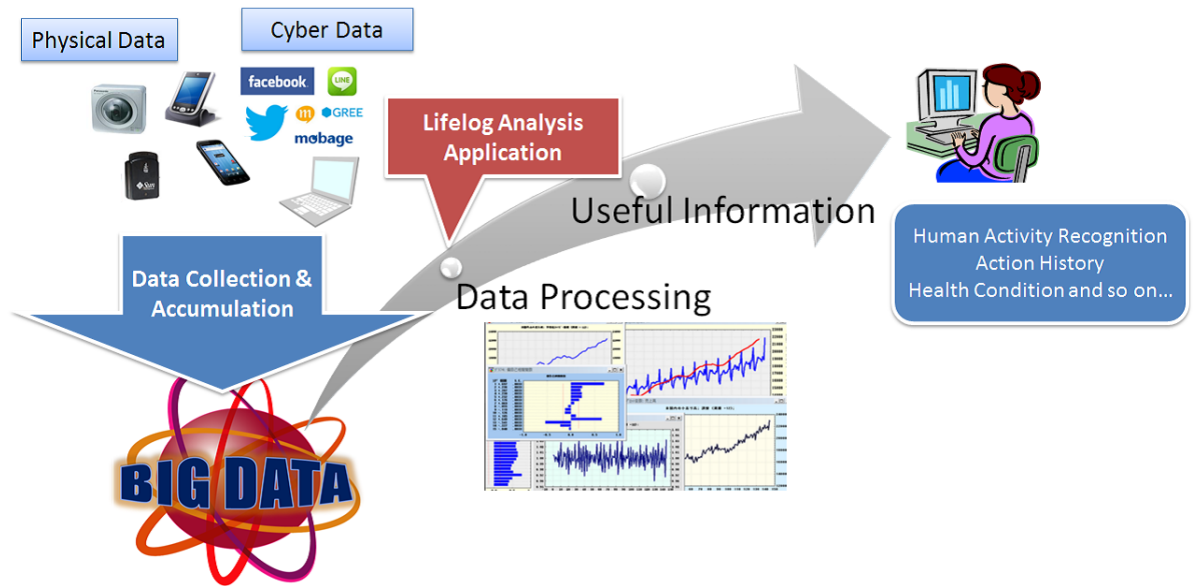 Physical Data
Cyber Data
facebook
LINE
m
GREE
mobage
Sun
Lifelog Analysis
Application
Useful Information
Data Collection &
Accumulation
Data Processing
BIG DATA
Human Activity Recognition
Action History
Health Condition and so on...